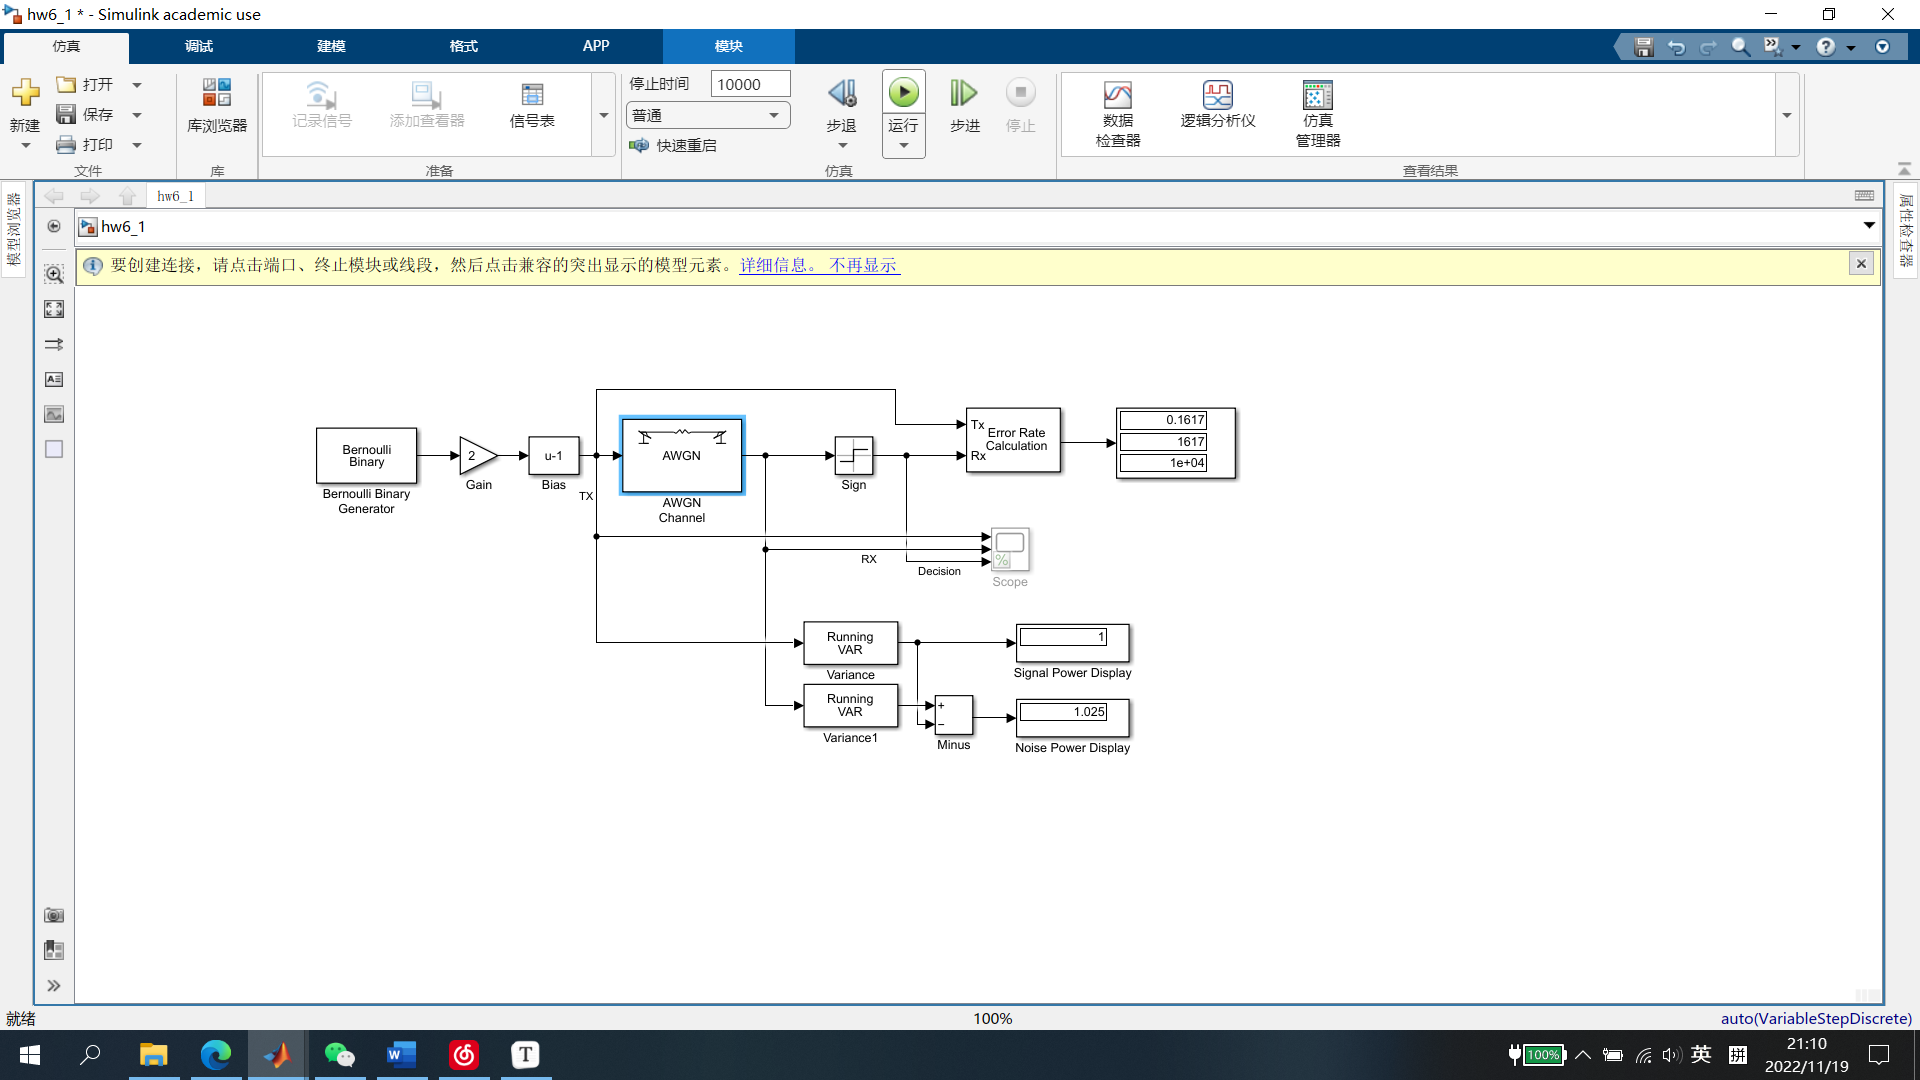 hw6_1 * - Simulink academic use
仿真 调试 建模 格式 APP 模块
新建
打开
保存
打印
文件
库浏览器
库
记录信号
添加查看器
信号表
准备
停止时间 10000
普通
快速重启
步退
运行
步进
停止
仿真
数据
检查器
逻辑分析仪
仿真
管理器
查看结果
模型浏览器
属性检查器
hw6_1
hw6_1
要创建连接，请点击端口、终止模块或线段，然后点击兼容的突出显示的模型元素。详细信息。 不再显示
Bernoulli
Binary
Bernoulli Binary
Generator
2
Gain
u-1
Bias
TX
AWGN
AWGN
Channel
Sign
Tx
Rx
Error Rate
Calculation
0.1617
1617
1e+04
RX
Decision
%
Scope
Running
VAR
Variance
1
Signal Power Display
Running
VAR
Variance1
+
−
Minus
1.025
Noise Power Display
就绪
100%
auto(VariableStepDiscrete)
W
T
100%
英
拼
21:10
2022/11/19